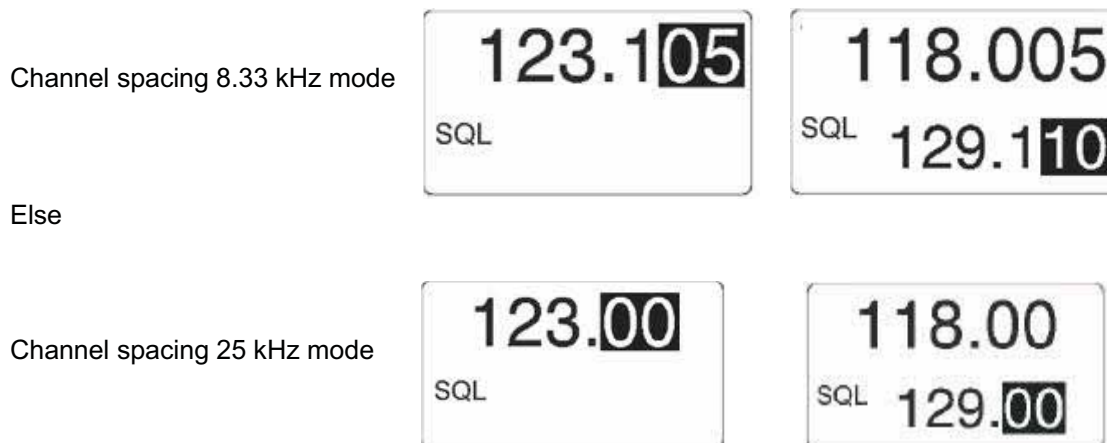 Channel spacing 8.33 kHz mode
123.105
SQL
118.005
SQL 129.110
Else
Channel spacing 25 kHz mode
123.00
SQL
118.00
SQL 129.00